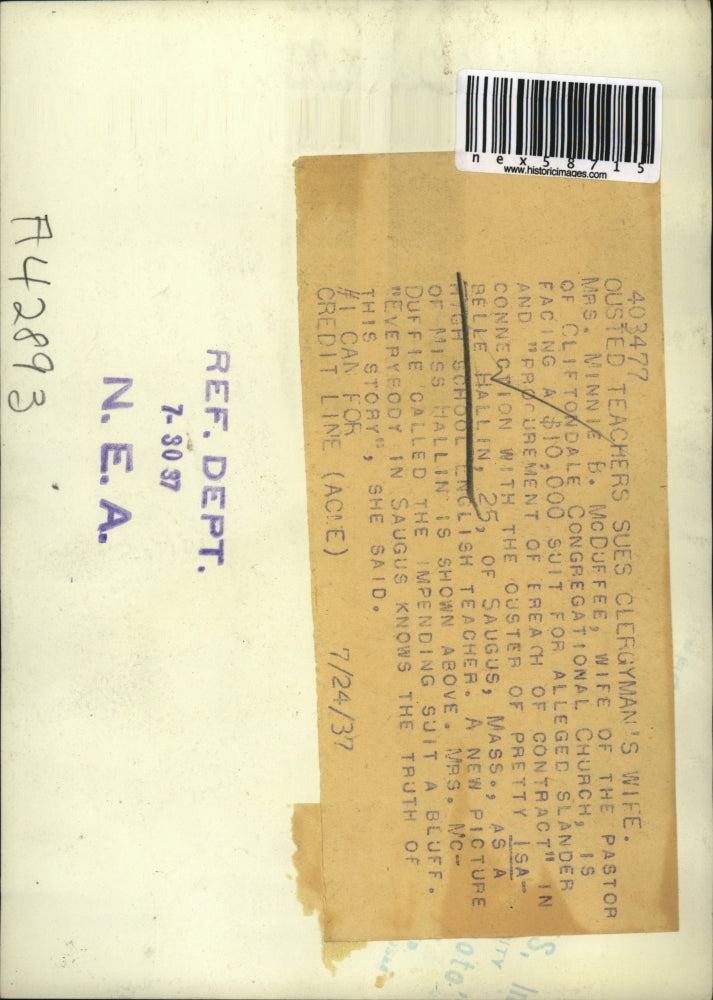 nex58715
www.historicimages.com
403477
OUSTED TEACHERS SUES CLERGYMAN'S WIFE.
MRS. MINNIE B. MCDUFFEE, WIFE OF THE PASTOR
OF CLIFTONDALE CONGREGATIONAL CHURCH, IS
FACING A $10,000 SUIT FOR ALLEGED SLANDER
AND "PROCUREMENT OF BREACH OF CONTRACT" IN
CONNECTION WITH THE OUSTER OF PRETTY ISA-
BELLE HALLIN, 25, OF SAUGUS, MASS., AS A
HIGH SCHOOL ENGLISH TEACHER. A NEW PICTURE
OF MISS HALLIN IS SHOWN ABOVE. MRS. MC-
DUFFIE CALLED THE IMPENDING SUIT A BLUFF.
"EVERYBODY IN SAUGUS KNOWS THE TRUTH OF
THIS STORY", SHE SAID.
#1 CAN FOR
CREDIT LINE (ACME) 7/24/37
REF. DEPT.
7-30 37
N. E. A.
A42893